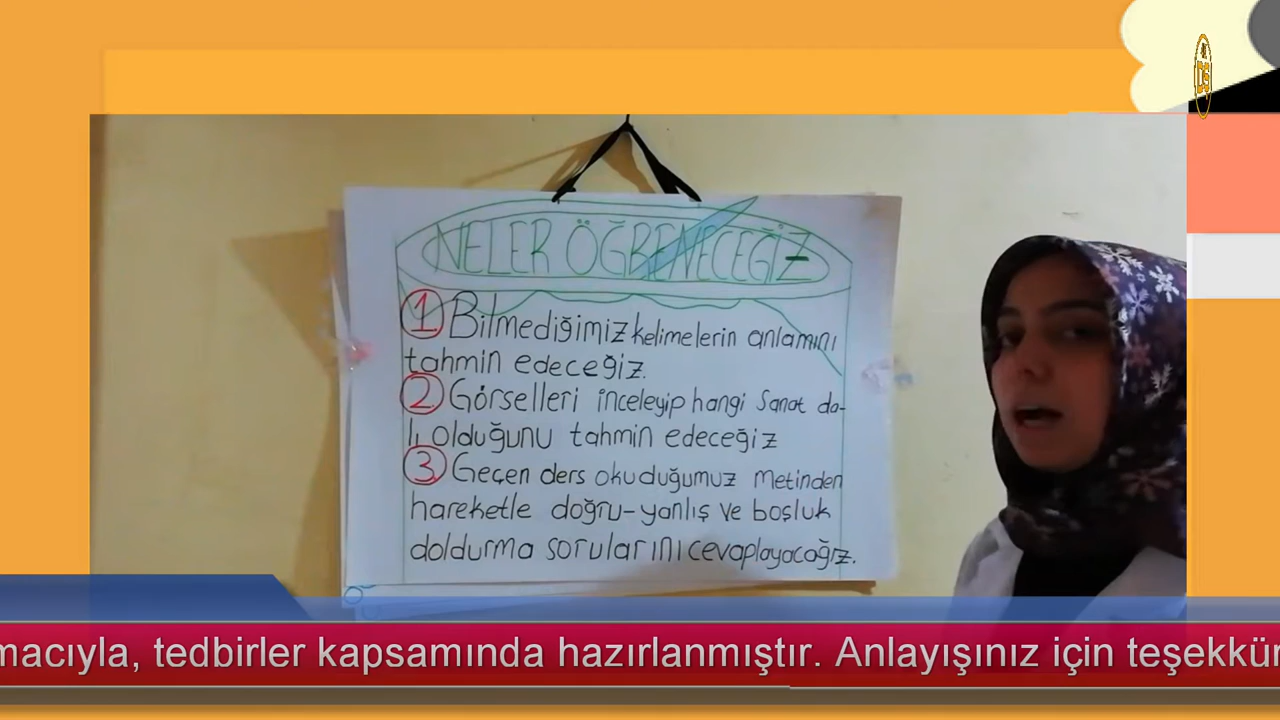 NELER ÖĞRENECEĞİZ
1 Bilmediğimiz kelimelerin anlamını
tahmin edeceğiz.
2 Görselleri inceleyip hangi Sanat da-
lı olduğunu tahmin edeceğiz
3 Geçen ders okuduğumuz metinden
hareketle doğru-yanlış ve boşluk
doldurma sorularını cevaplayacağız.
macıyla, tedbirler kapsamında hazırlanmıştır. Anlayışınız için teşekkür